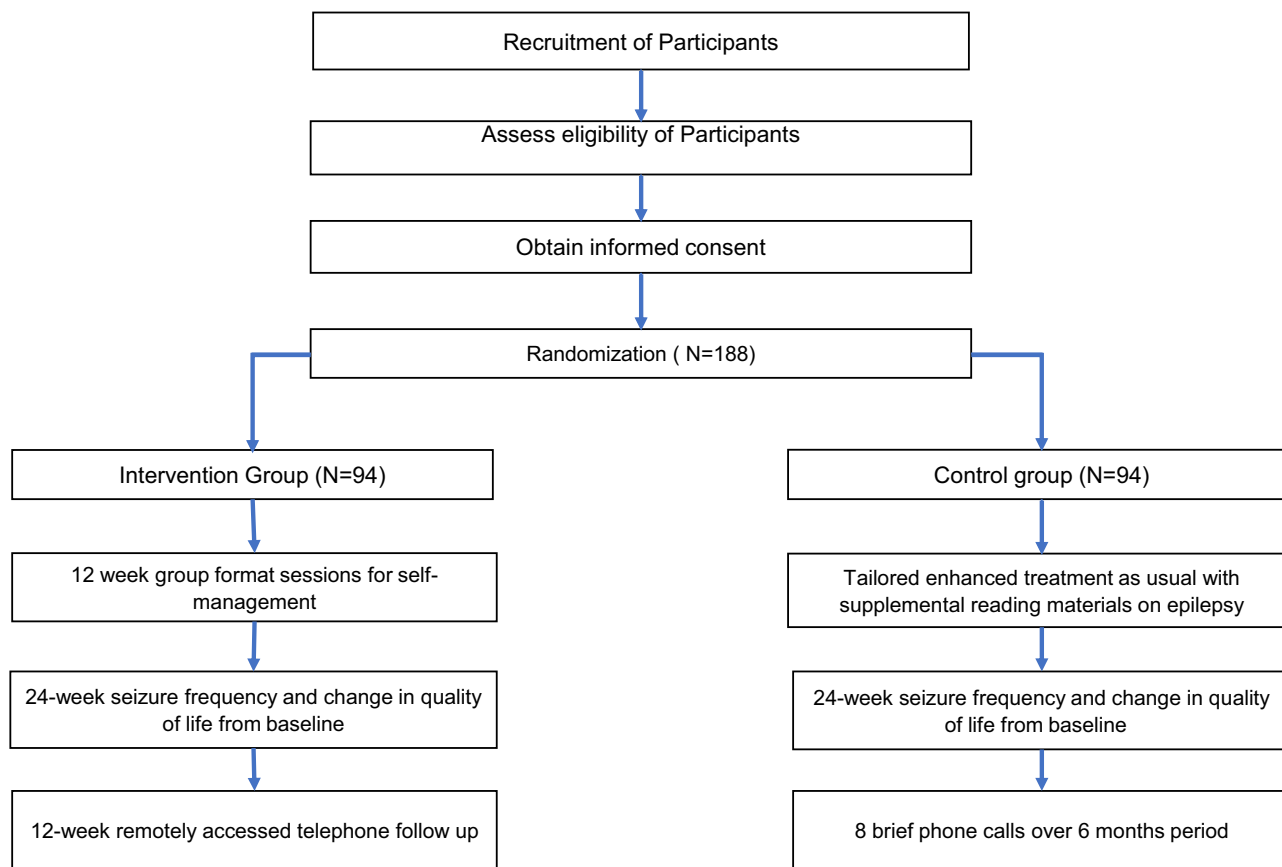 Recruitment of Participants
Assess eligibility of Participants
Obtain informed consent
Randomization ( N=188)
Intervention Group (N=94)
Control group (N=94)
12 week group format sessions for self-
management
Tailored enhanced treatment as usual with
supplemental reading materials on epilepsy
24-week seizure frequency and change in quality
of life from baseline
24-week seizure frequency and change in quality
of life from baseline
12-week remotely accessed telephone follow up
8 brief phone calls over 6 months period